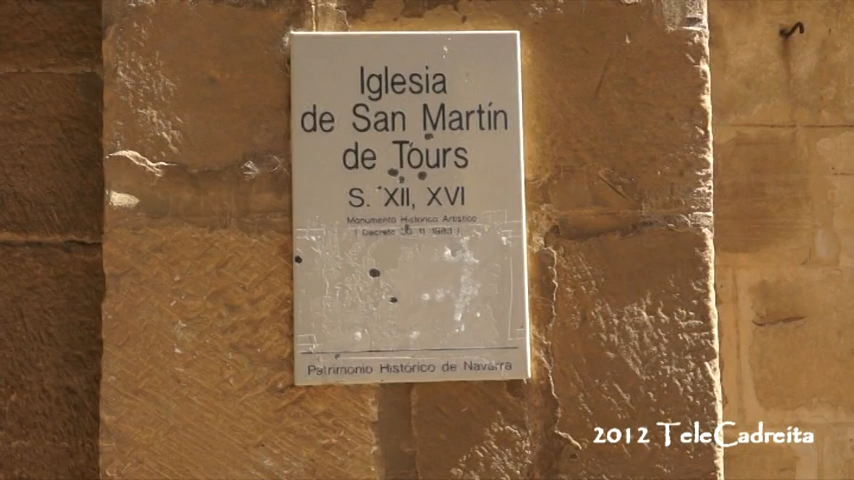 Iglesia
de San Martín
de Tours
S. XII, XVI
Monumento Histórico Artístico
Patrimonio Histórico de Navarra
2012 TeleCadreita